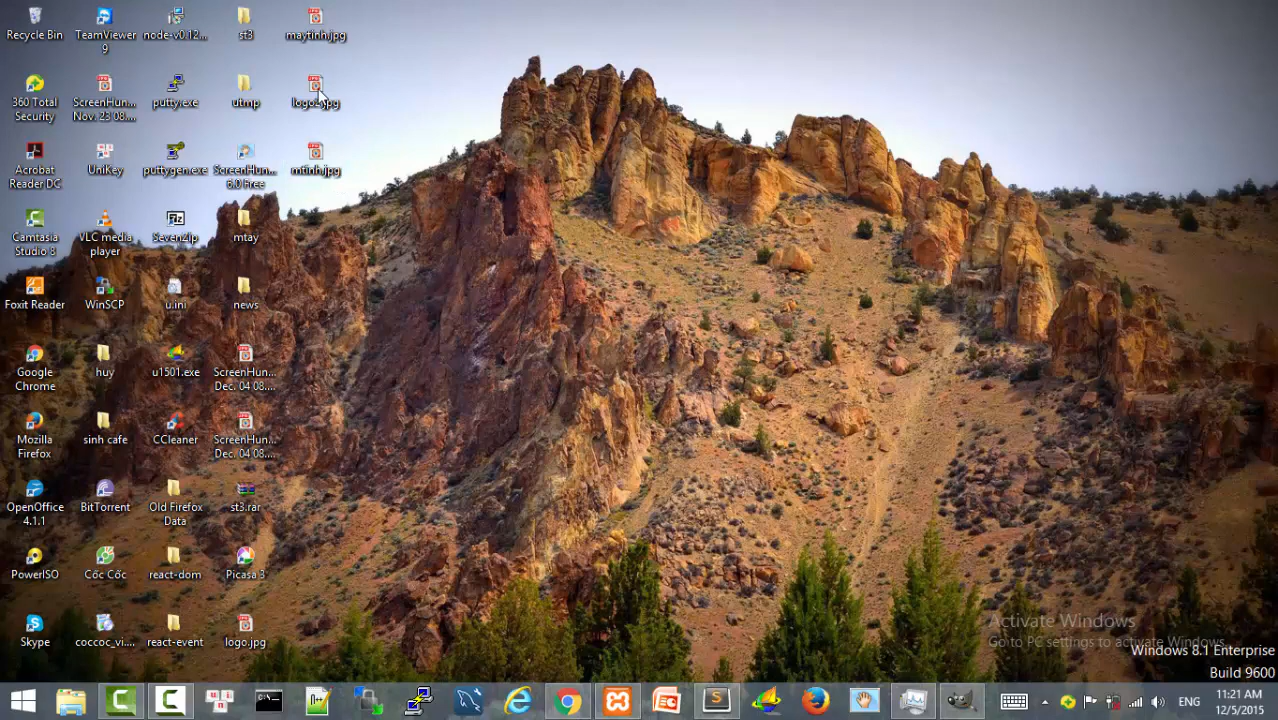 Recycle Bin
TeamViewer
9
node-v0.12...
st3
maytinh.jpg
360 Total
Security
ScreenHun...
Nov. 23 08....
putty.exe
utmp
Acrobat
Reader DC
UniKey
puttygen.exe
ScreenHun...
6.0 Free
mtinh.jpg
Camtasia
Studio 8
VLC media
player
SevenZip
mtay
Foxit Reader
WinSCP
u.ini
news
Google
Chrome
huy
u1501.exe
ScreenHun...
Dec. 04 08....
Mozilla
Firefox
sinh cafe
CCleaner
ScreenHun...
Dec. 04 08....
OpenOffice
4.1.1
BitTorrent
Old Firefox
Data
st3.rar
PowerISO
Cốc Cốc
react-dom
Picasa 3
Skype
coccoc_vi....
react-event
logo.jpg
Activate Windows
Go to PC settings to activate Windows.
Windows 8.1 Enterprise
Build 9600
ENG
11:21 AM
12/5/2015